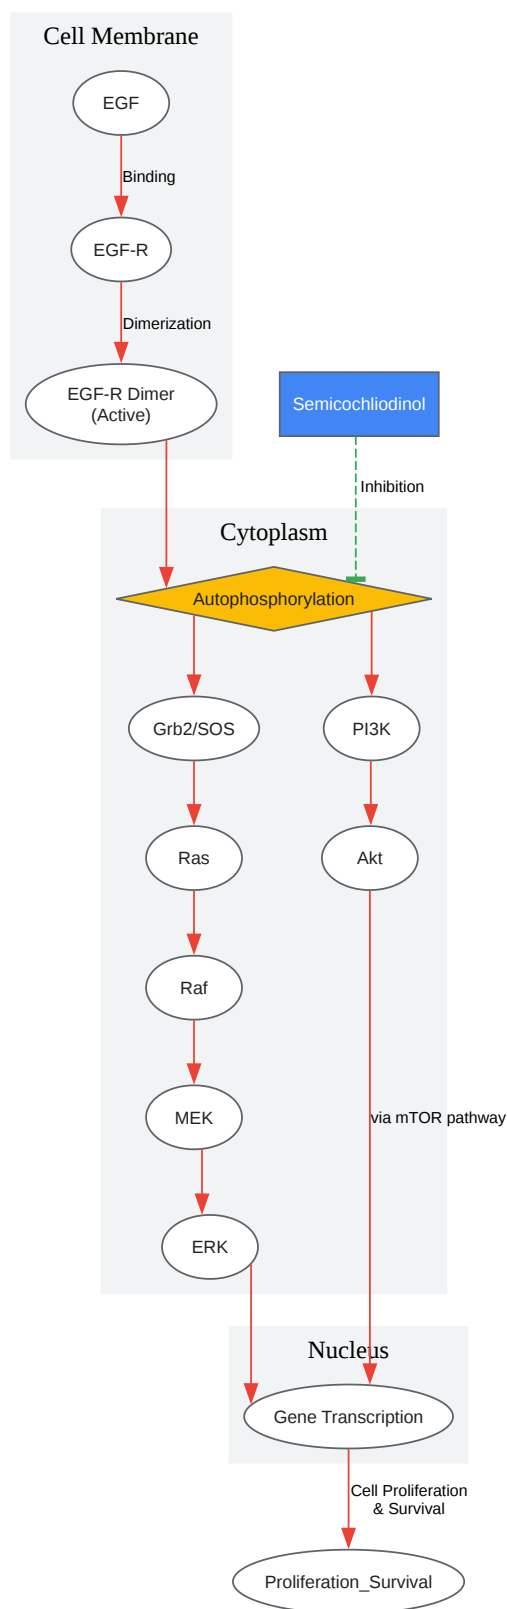 Cell Membrane
EGF
Binding
EGF-R
Dimerization
EGF-R Dimer
(Active)
Semicochliodinol
Inhibition
Cytoplasm
Autophosphorylation
Grb2/SOS
PI3K
Ras
Akt
Raf
MEK
via mTOR pathway
ERK
Nucleus
Gene Transcription
Cell Proliferation
& Survival
Proliferation_Survival